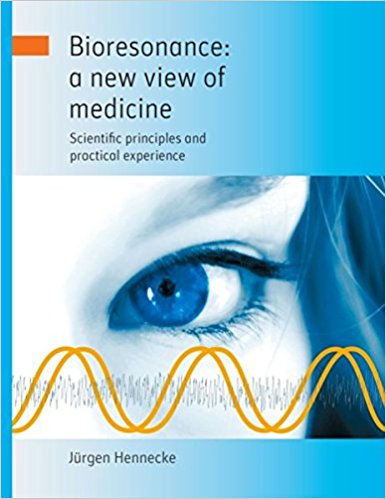 Bioresonance:
a new view of
medicine
Scientific principles and
practical experience
Jürgen Hennecke